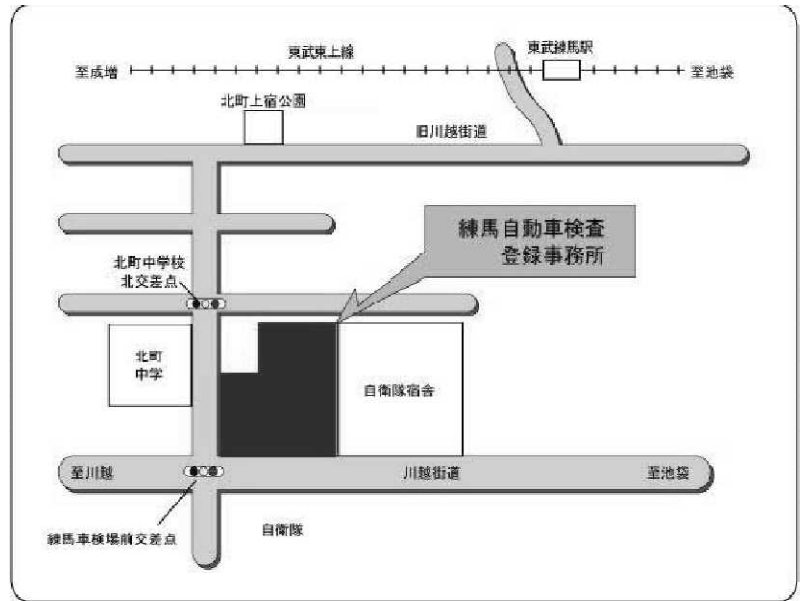 東武東上線
東武練馬駅
至成増
至池袋
北町上宿公園
旧川越街道
練馬自動車検査
登録事務所
北町中学校
北交差点
北町
中学
自衛隊宿舎
至川越
川越街道
至池袋
自衛隊
練馬車検場前交差点